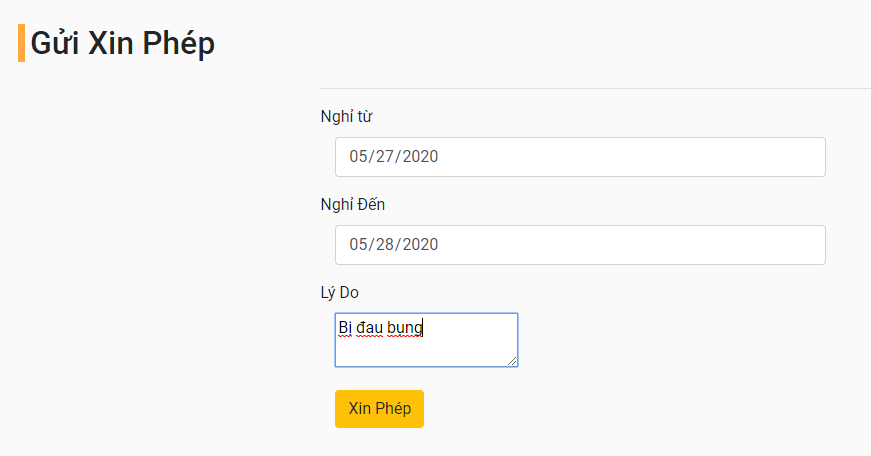 Gửi Xin Phép
Nghỉ từ
05/27/2020
Nghỉ Đến
05/28/2020
Lý Do
Bị đau bụng
Xin Phép